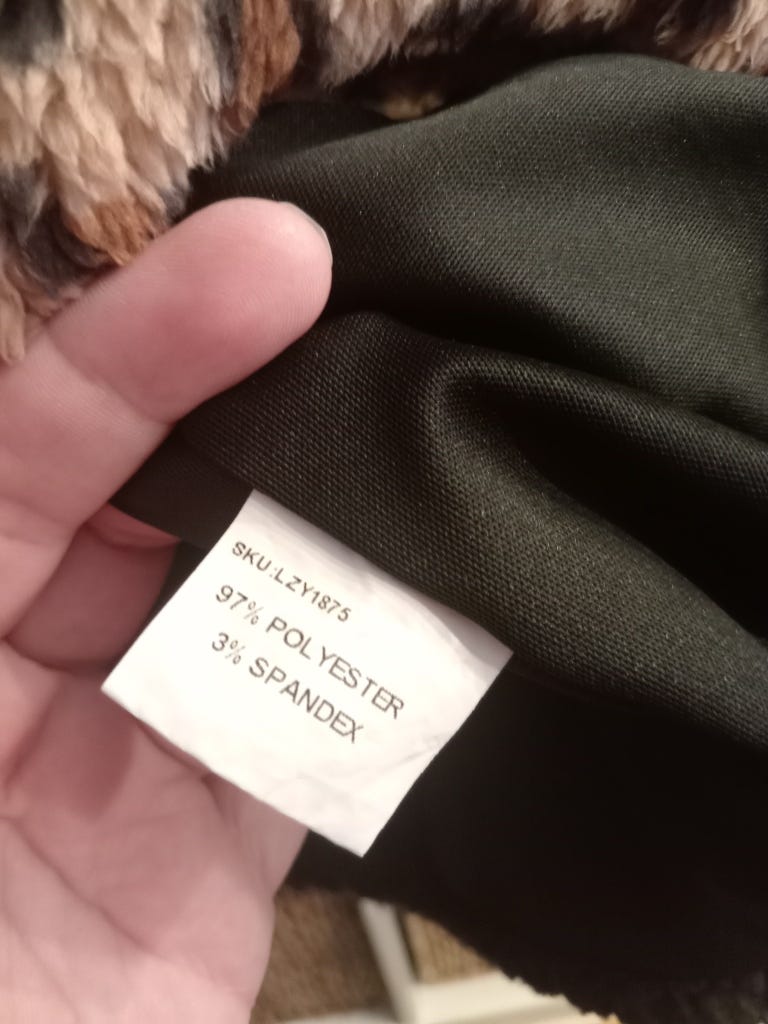 SKU:LZY1875
97% POLYESTER
3% SPANDEX